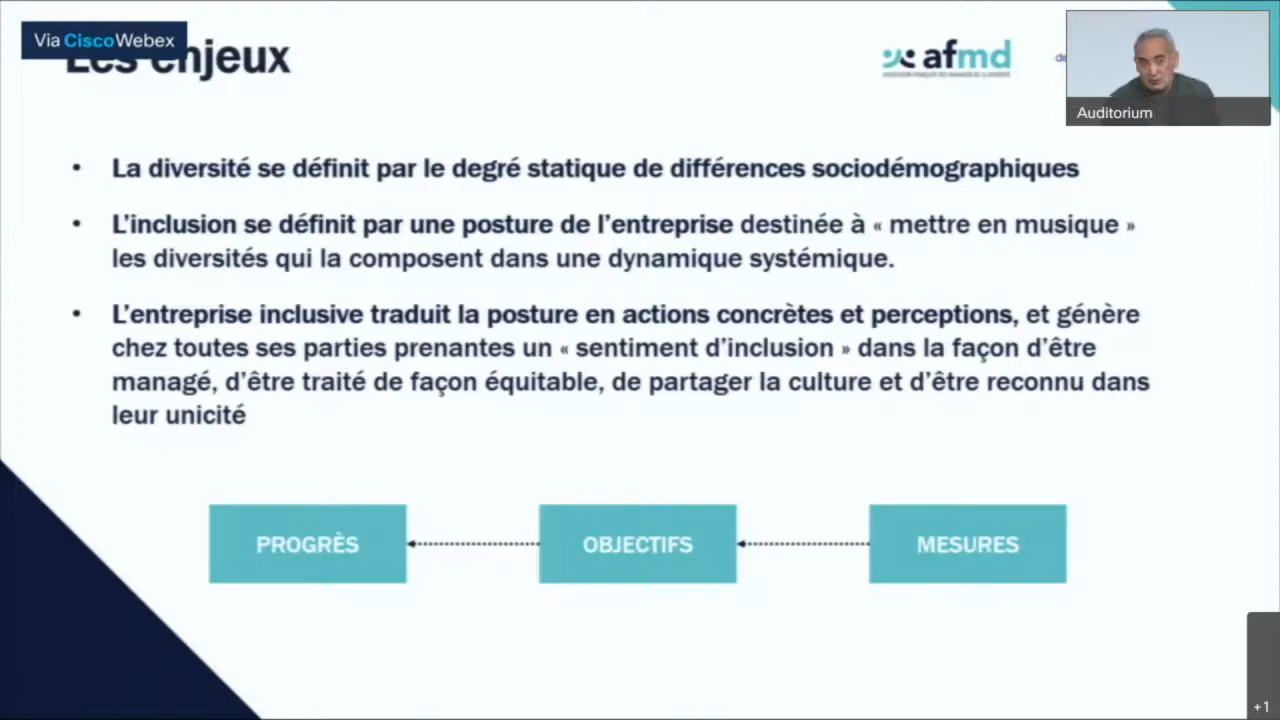 Via CiscoWebex
Les enjeux
afmd
de
Auditorium
• La diversité se définit par le degré statique de différences sociodémographiques
• L'inclusion se définit par une posture de l'entreprise destinée à « mettre en musique »
les diversités qui la composent dans une dynamique systémique.
• L'entreprise inclusive traduit la posture en actions concrètes et perceptions, et génère
chez toutes ses parties prenantes un « sentiment d'inclusion » dans la façon d'être
managé, d'être traité de façon équitable, de partager la culture et d'être reconnu dans
leur unicité
PROGRÈS
OBJECTIFS
MESURES
+1